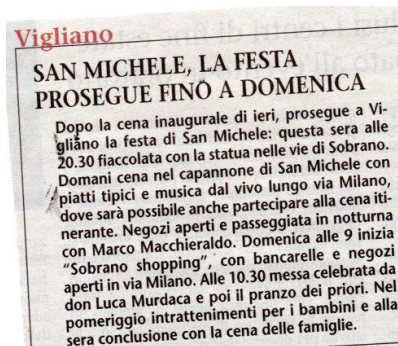 Vigliano
SAN MICHELE, LA FESTA
PROSEGUE FINO A DOMENICA
Dopo la cena inaugurale di ieri, prosegue a Vi-
gliano la festa di San Michele: questa sera alle
20.30 fiaccolata con la statua nelle vie di Sobrano.
Domani cena nel capannone di San Michele con
piatti tipici e musica dal vivo lungo via Milano,
dove sarà possibile anche partecipare alla cena iti-
nerante. Negozi aperti e passeggiata in notturna
con Marco Macchieraldo. Domenica alle 9 inizia
“Sobrano shopping”, con bancarelle e negozi
aperti in via Milano. Alle 10.30 messa celebrata da
don Luca Murdaca e poi il pranzo dei priori. Nel
pomeriggio intrattenimenti per i bambini e alla
sera conclusione con la cena delle famiglie.